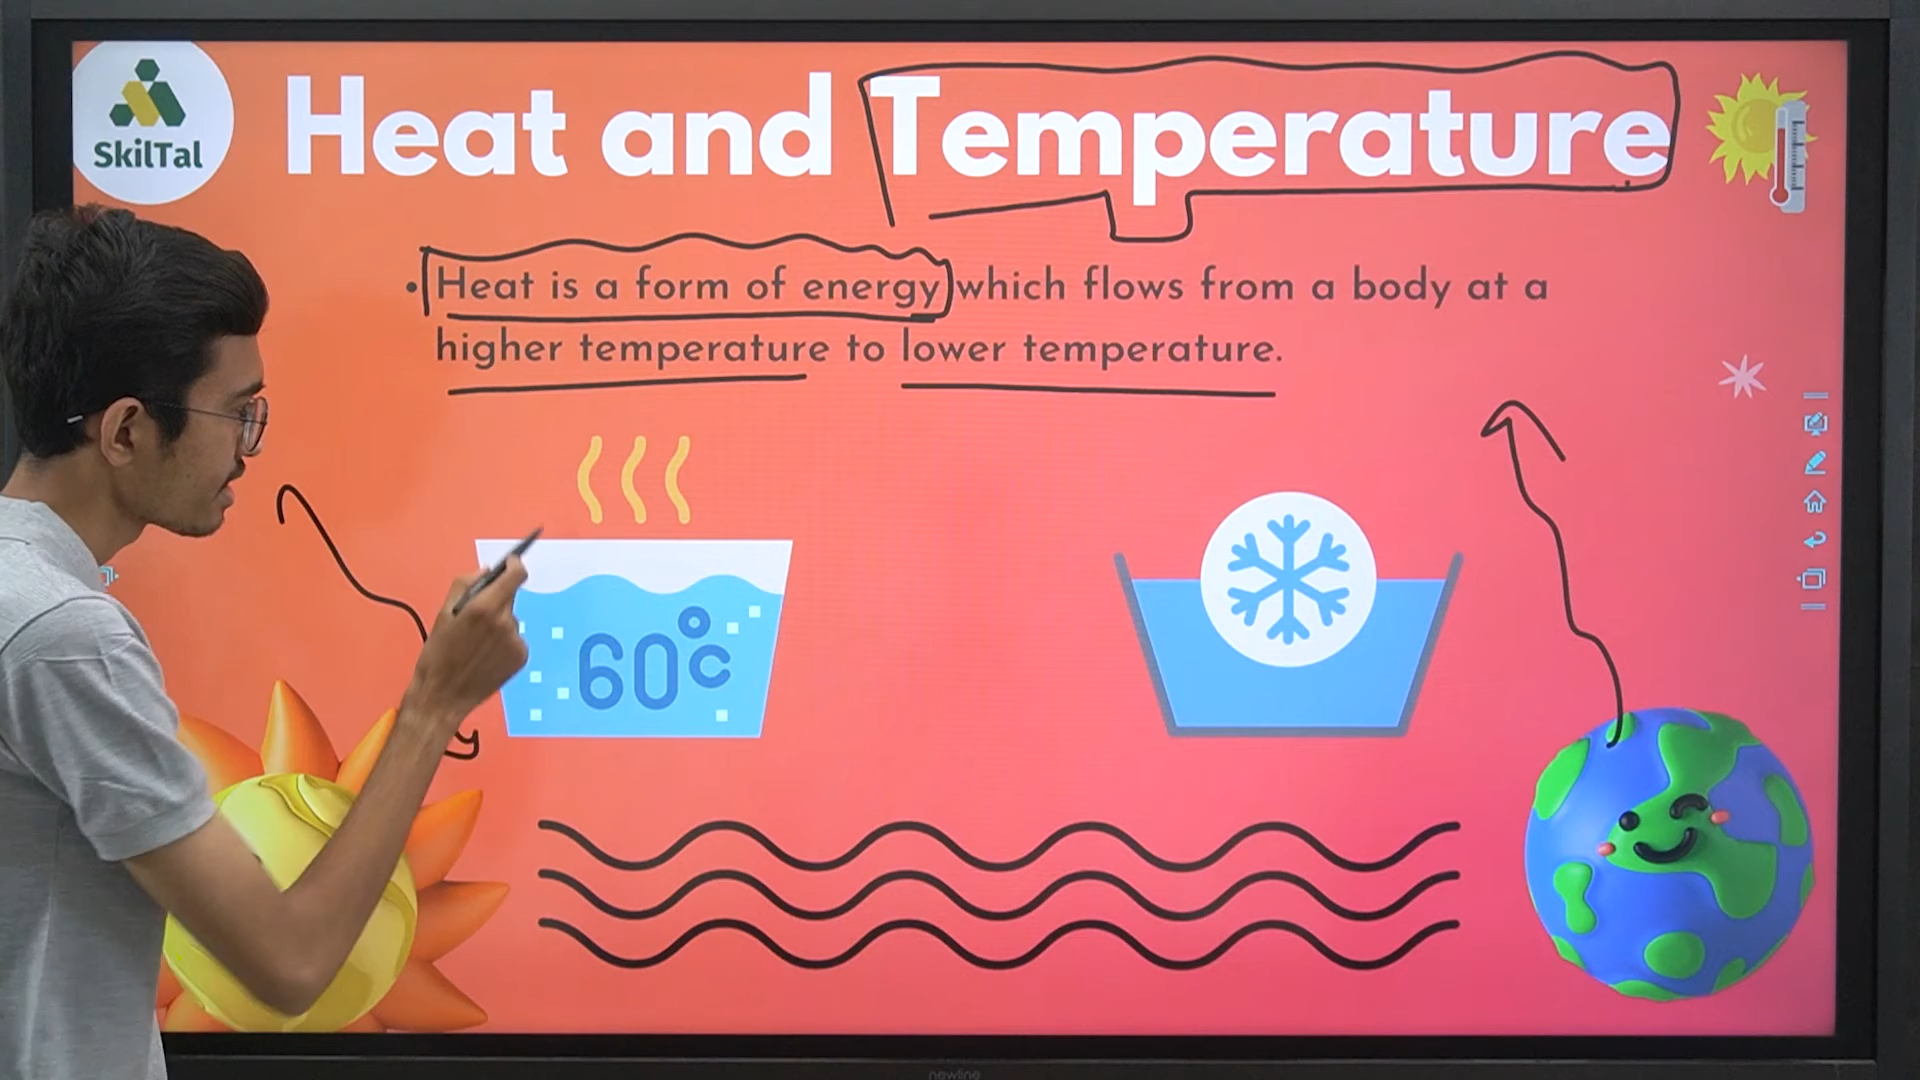 SkilTal
Heat and Temperature
• Heat is a form of energy which flows from a body at a
higher temperature to lower temperature.
60°C
newline